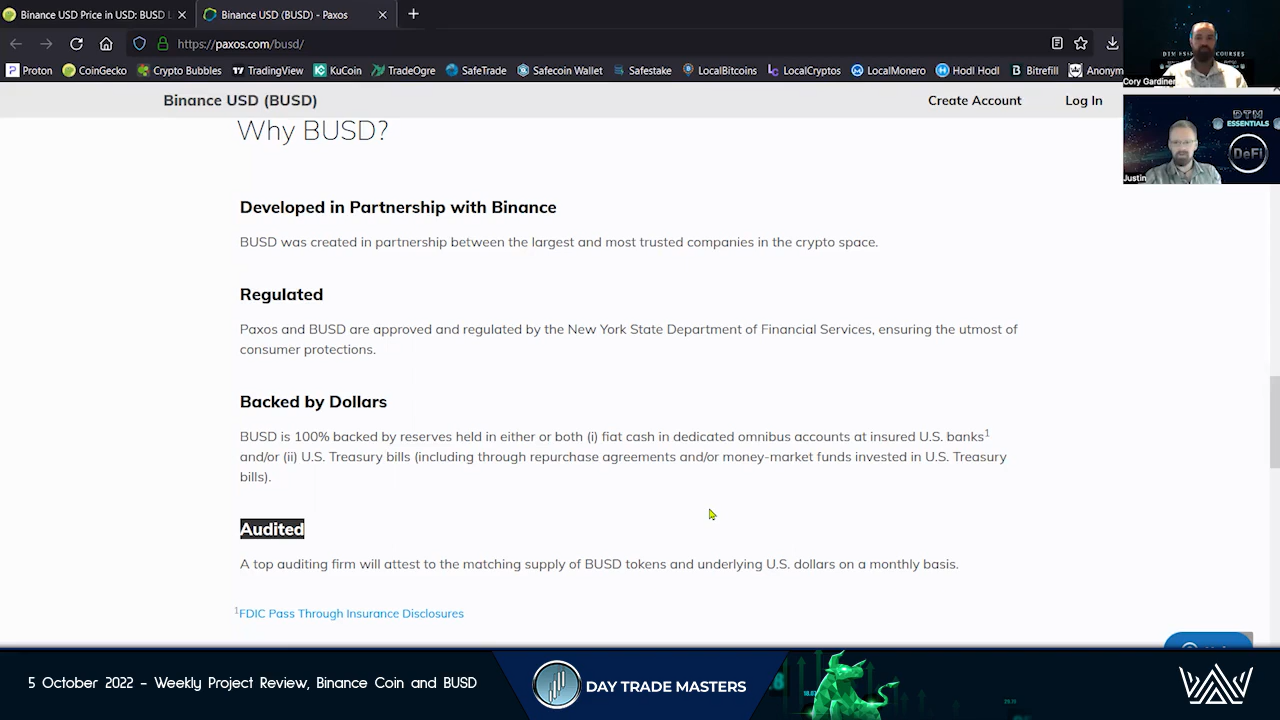 Binance USD Price in USD: BUSD L
Binance USD (BUSD) - Paxos
https://paxos.com/busd/
Proton
CoinGecko
Crypto Bubbles
TradingView
KuCoin
TradeOgre
SafeTrade
Safecoin Wallet
Safestake
LocalBitcoins
LocalCryptos
LocalMonero
Hodl Hodl
Bitrefill
Anonym
Cory Gardiner
DTM
ESSENTIALS
DeFi
Justin
Binance USD (BUSD)
Create Account
Log In
Why BUSD?
Developed in Partnership with Binance
BUSD was created in partnership between the largest and most trusted companies in the crypto space.
Regulated
Paxos and BUSD are approved and regulated by the New York State Department of Financial Services, ensuring the utmost of
consumer protections.
Backed by Dollars
BUSD is 100% backed by reserves held in either or both (i) fiat cash in dedicated omnibus accounts at insured U.S. banks1
and/or (ii) U.S. Treasury bills (including through repurchase agreements and/or money-market funds invested in U.S. Treasury
bills).
Audited
A top auditing firm will attest to the matching supply of BUSD tokens and underlying U.S. dollars on a monthly basis.
1FDIC Pass Through Insurance Disclosures
5 October 2022 - Weekly Project Review, Binance Coin and BUSD
DAY TRADE MASTERS